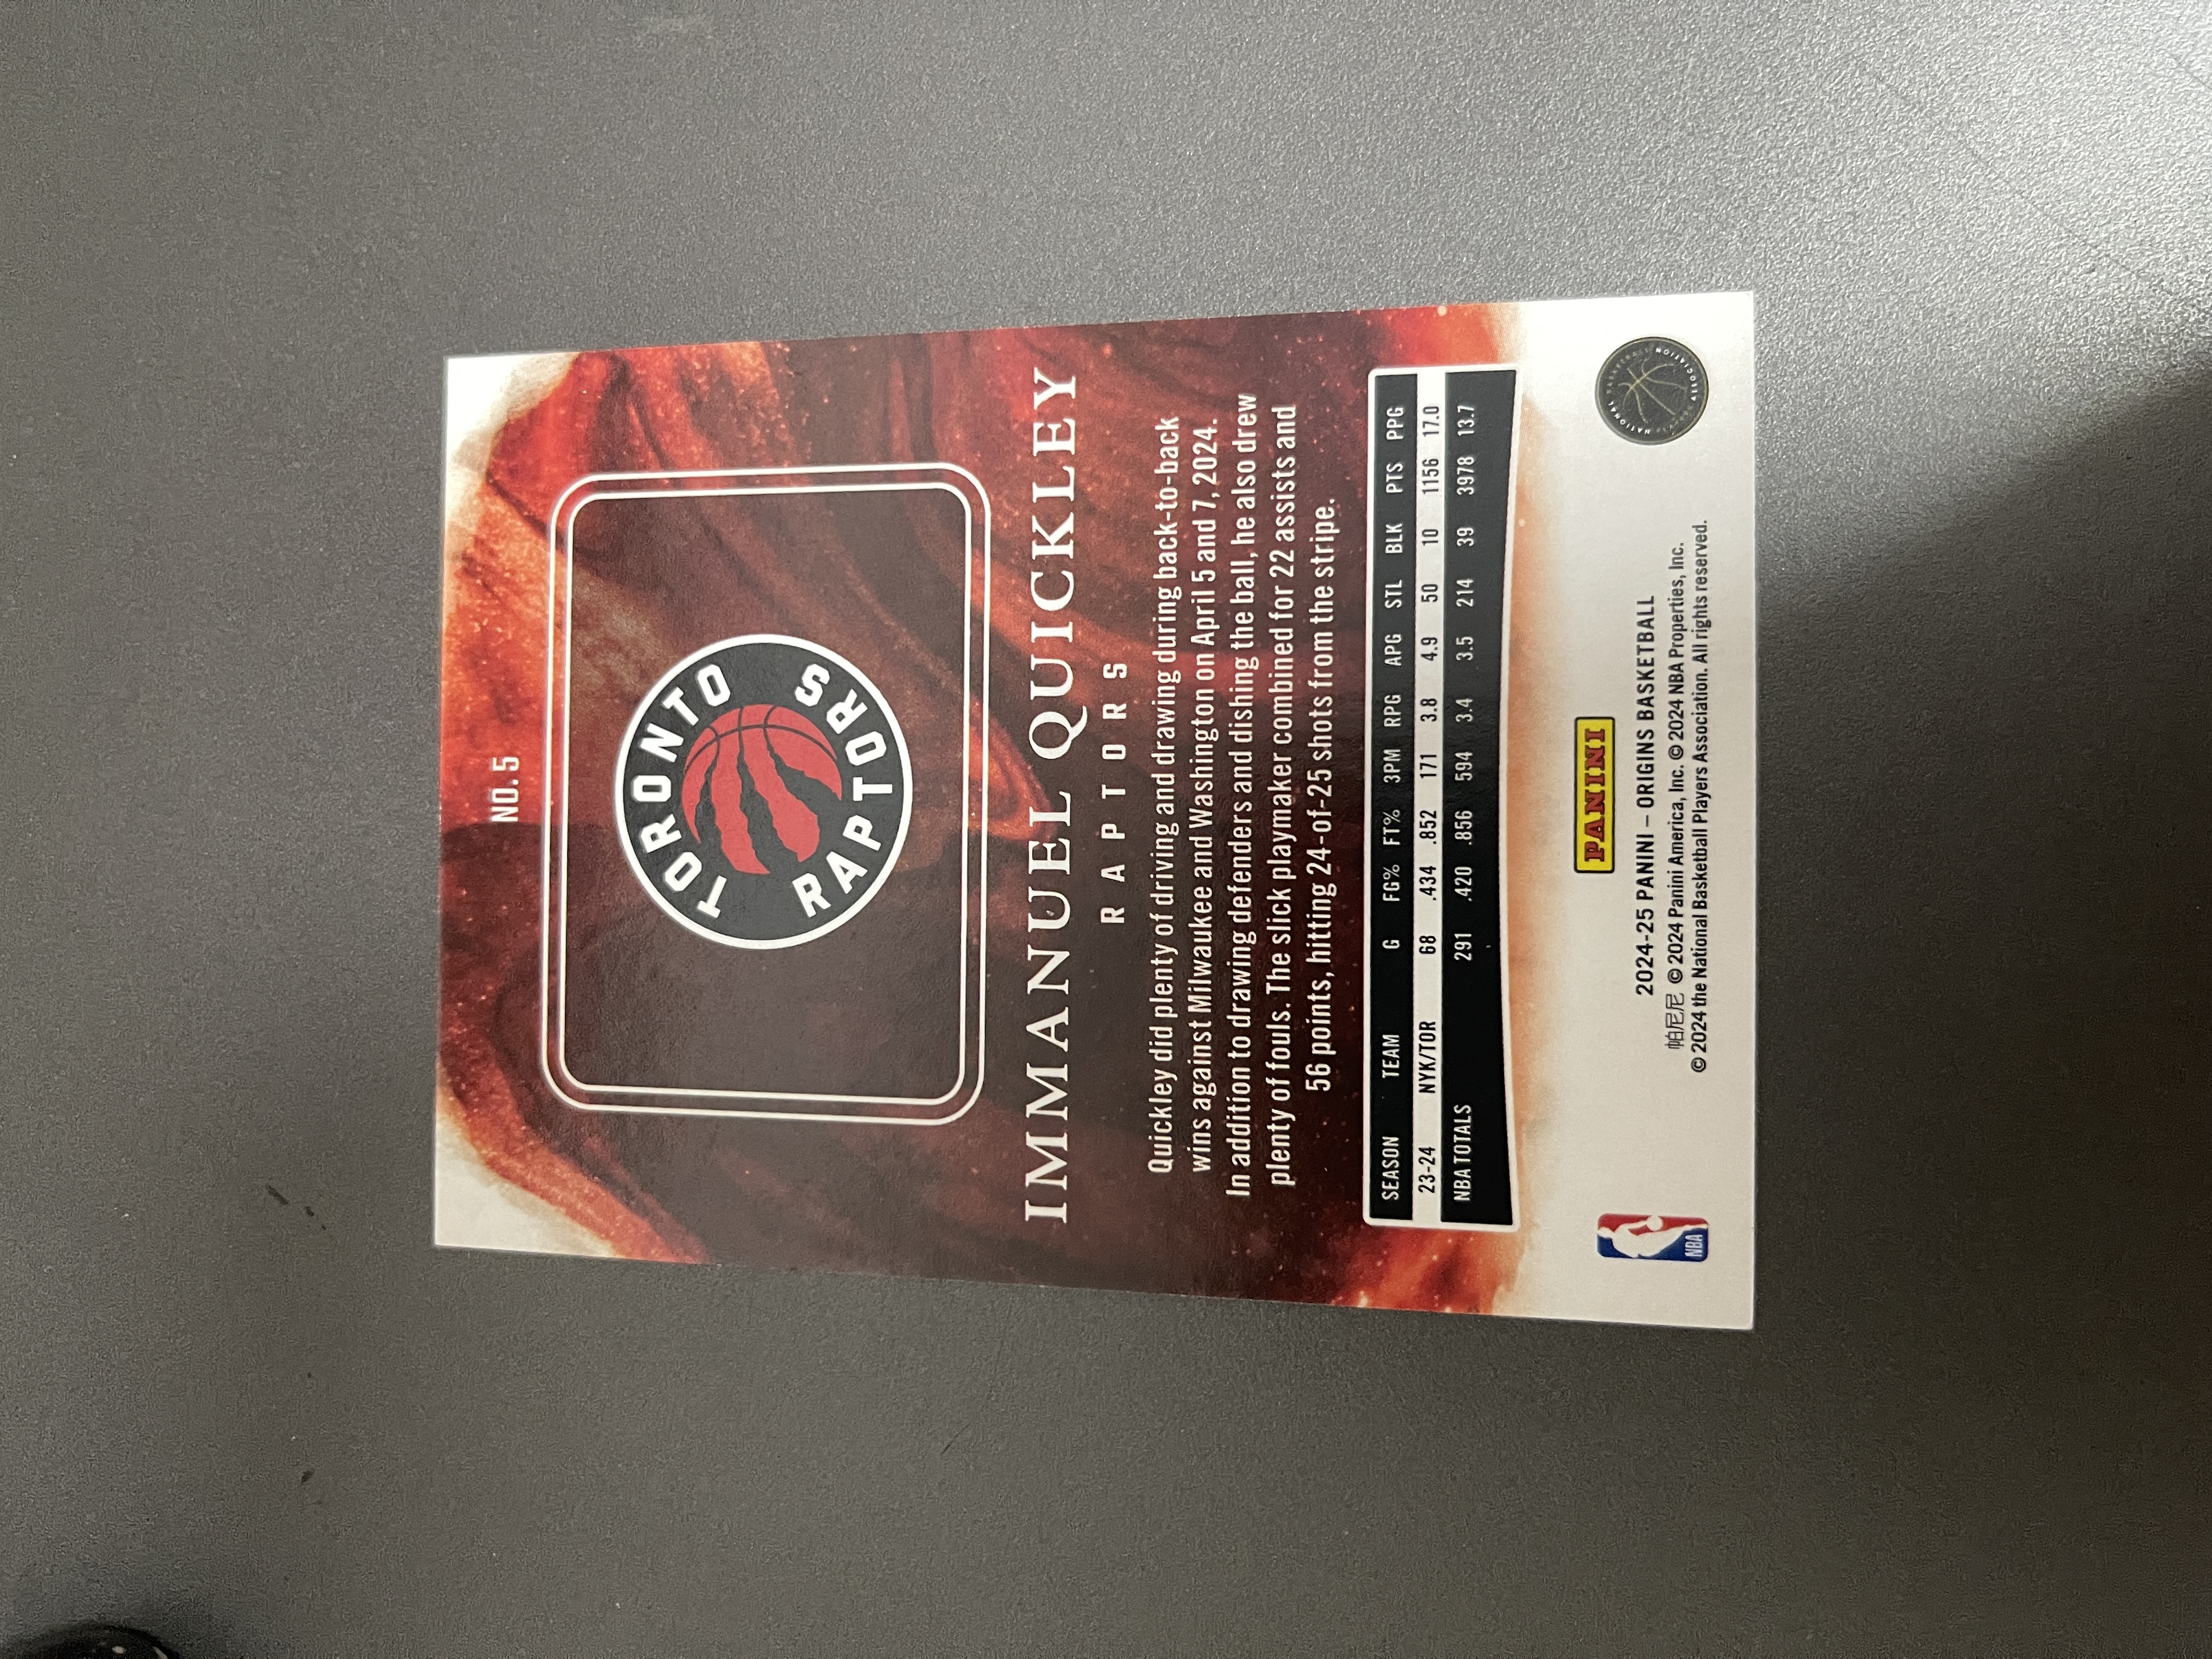 NO. 5
TORONTO
RAPTORS
IMMANUEL QUICKLEY
RAPTORS
Quickley did plenty of driving and drawing during back-to-back
wins against Milwaukee and Washington on April 5 and 7, 2024.
In addition to drawing defenders and dishing the ball, he also drew
plenty of fouls. The slick playmaker combined for 22 assists and
56 points, hitting 24-of-25 shots from the stripe.
SEASON TEAM G FG% FT% 3PM RPG APG STL BLK PTS PPG
23-24 NYK/TOR 68 .434 .852 171 3.8 4.9 50 10 1156 17.0
NBA TOTALS 291 .420 .856 594 3.4 3.5 214 39 3978 13.7
PANINI
2024-25 PANINI – ORIGINS BASKETBALL
帕尼尼 © 2024 Panini America, Inc. © 2024 NBA Properties, Inc.
© 2024 the National Basketball Players Association. All rights reserved.
NBA
NATIONAL BASKETBALL PLAYERS ASSOCIATION